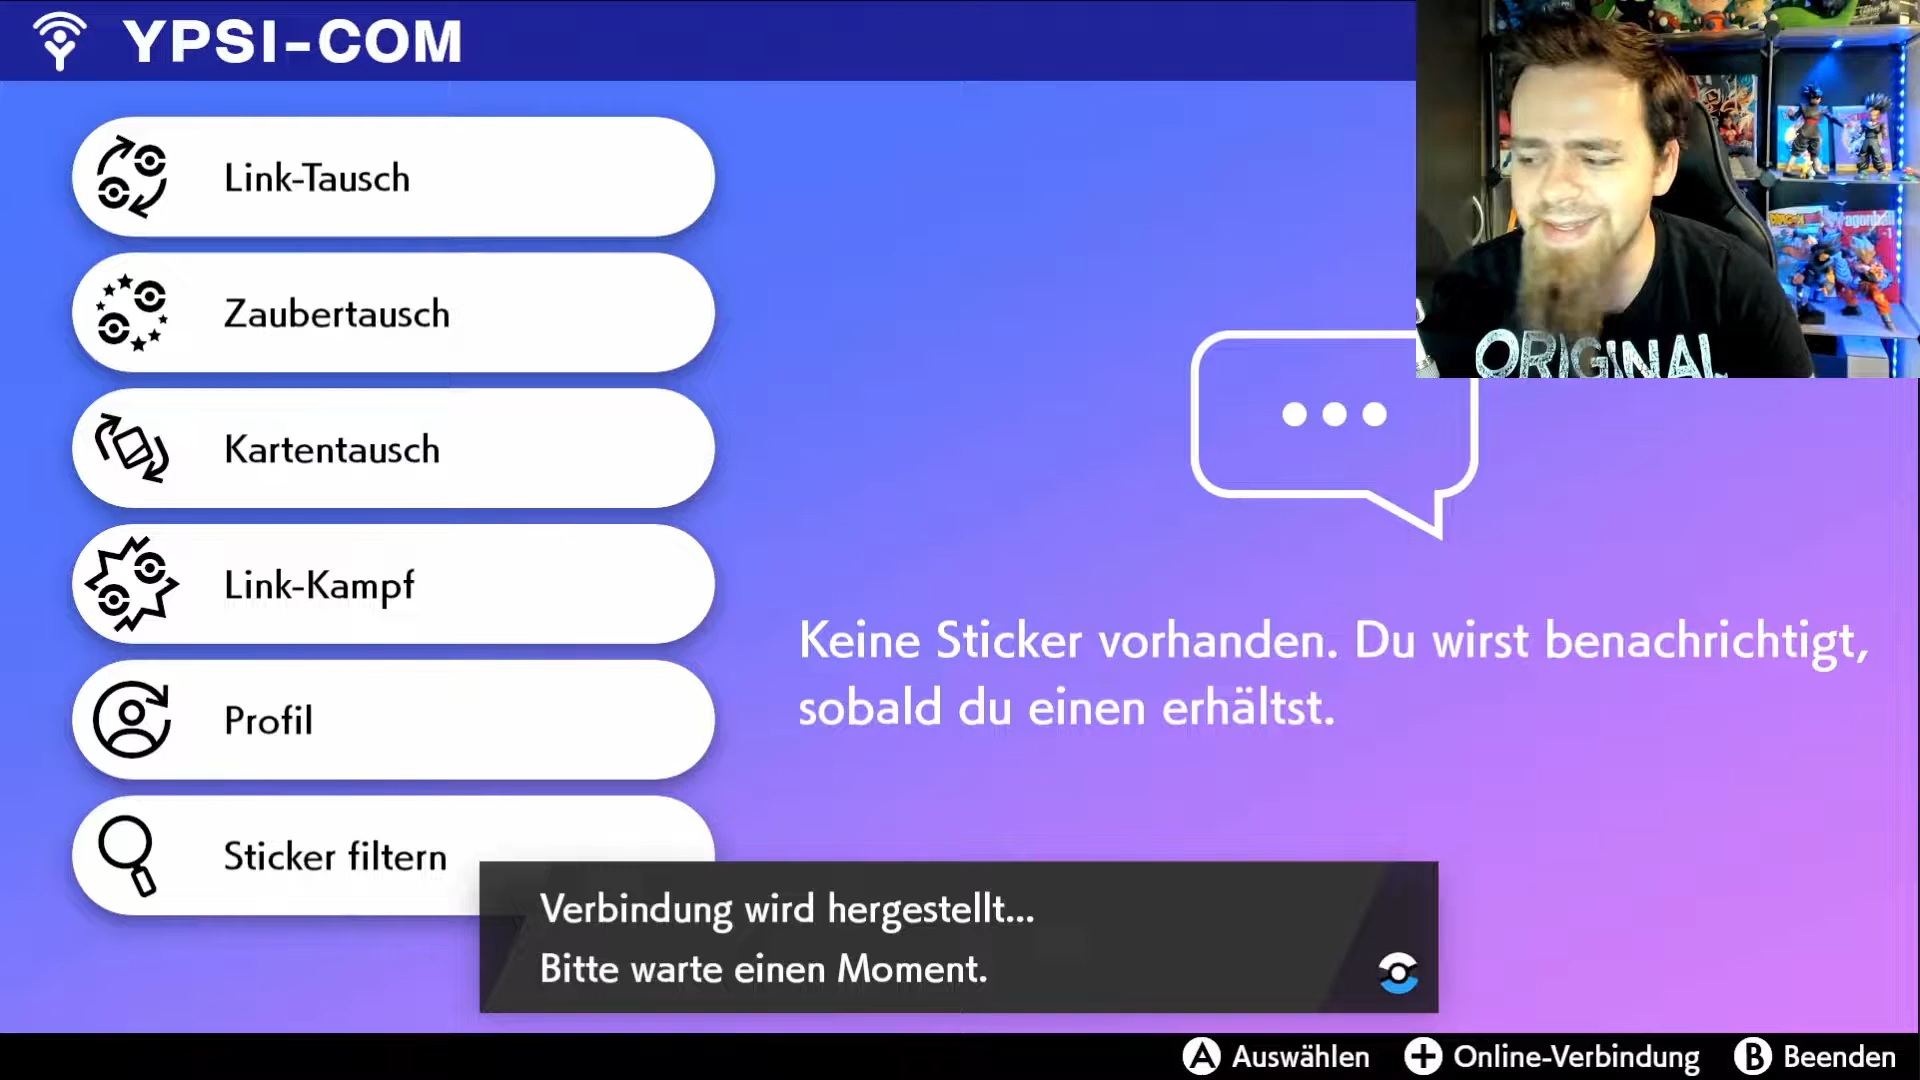 YPSI-COM
Link-Tausch
Zaubertausch
Kartentausch
Link-Kampf
Profil
Sticker filtern
ORIGINAL
Keine Sticker vorhanden. Du wirst benachrichtigt,
sobald du einen erhältst.
Verbindung wird hergestellt...
Bitte warte einen Moment.
A Auswählen + Online-Verbindung B Beenden